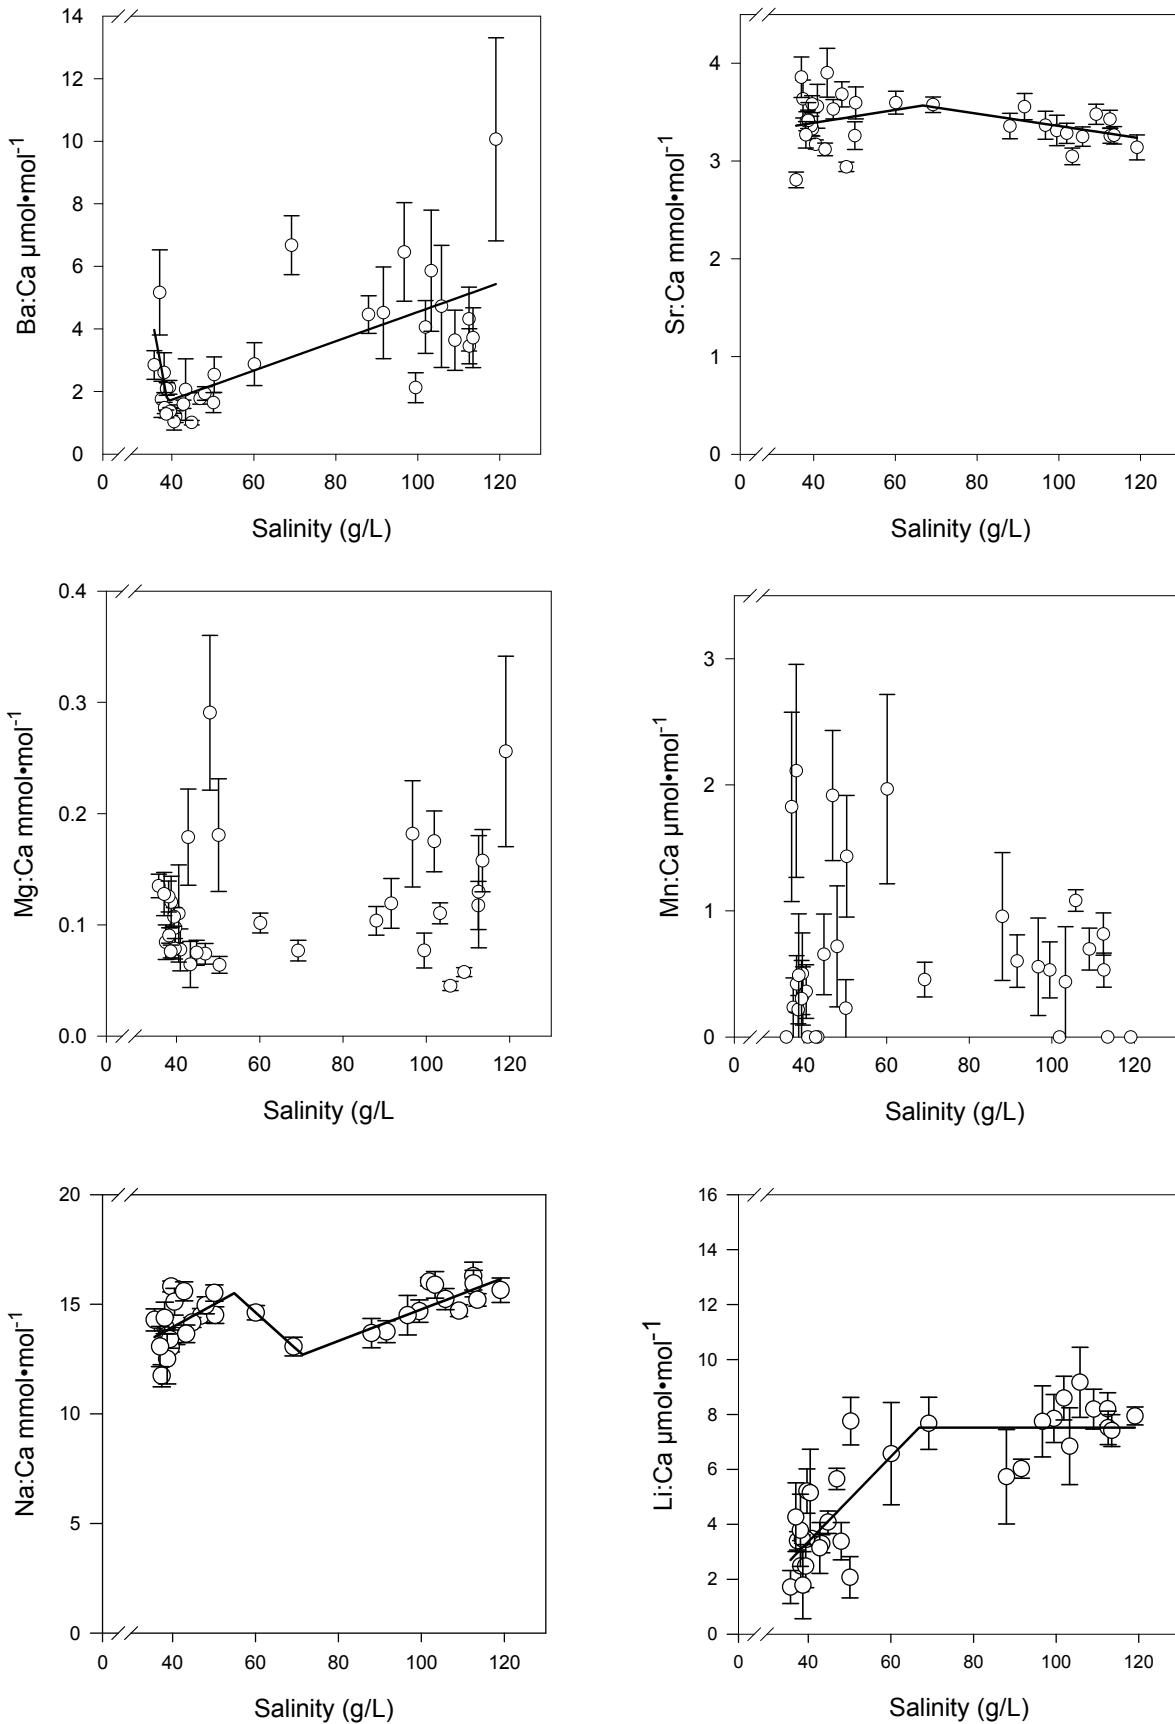 14
12
10
8
6
4
2
0
Ba:Ca µmol•mol⁻¹
0 40 60 80 100 120
Salinity (g/L)
4
3
2
1
0
Sr:Ca mmol•mol⁻¹
0 40 60 80 100 120
Salinity (g/L)
0.4
0.3
0.2
0.1
0.0
Mg:Ca mmol•mol⁻¹
0 40 60 80 100 120
Salinity (g/L
3
2
1
0
Mn:Ca µmol•mol⁻¹
0 40 60 80 100 120
Salinity (g/L)
20
15
10
5
0
Na:Ca mmol•mol⁻¹
0 40 60 80 100 120
Salinity (g/L)
16
14
12
10
8
6
4
2
0
Li:Ca µmol•mol⁻¹
0 40 60 80 100 120
Salinity (g/L)